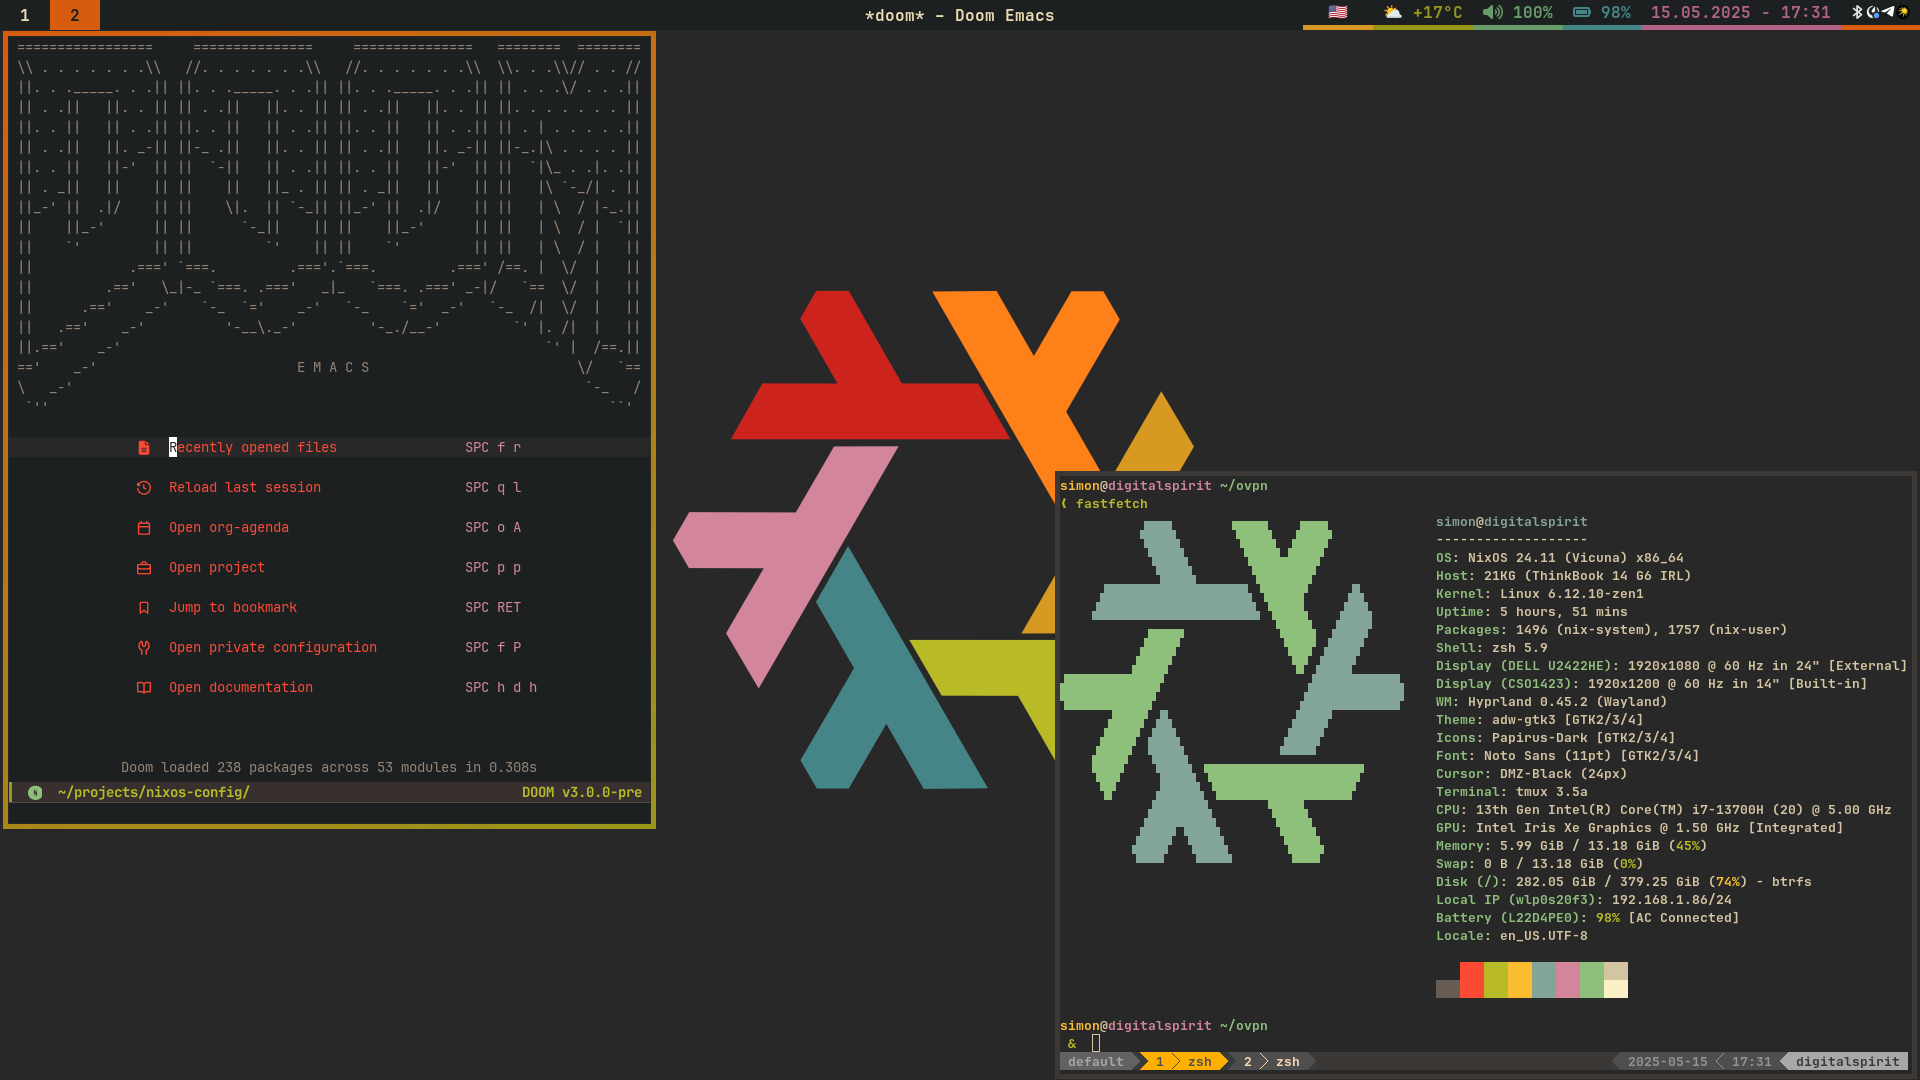 1 2 *doom* – Doom Emacs +17°C 100% 98% 15.05.2025 - 17:31
E M A C S
Recently opened files SPC f r
Reload last session SPC q l
Open org-agenda SPC o A
Open project SPC p p
Jump to bookmark SPC RET
Open private configuration SPC f P
Open documentation SPC h d h
Doom loaded 238 packages across 53 modules in 0.308s
N ~/projects/nixos-config/ DOOM v3.0.0-pre
simon@digitalspirit ~/ovpn
( fastfetch
simon@digitalspirit
-------------------
OS: NixOS 24.11 (Vicuna) x86_64
Host: 21KG (ThinkBook 14 G6 IRL)
Kernel: Linux 6.12.10-zen1
Uptime: 5 hours, 51 mins
Packages: 1496 (nix-system), 1757 (nix-user)
Shell: zsh 5.9
Display (DELL U2422HE): 1920x1080 @ 60 Hz in 24" [External]
Display (CSO1423): 1920x1200 @ 60 Hz in 14" [Built-in]
WM: Hyprland 0.45.2 (Wayland)
Theme: adw-gtk3 [GTK2/3/4]
Icons: Papirus-Dark [GTK2/3/4]
Font: Noto Sans (11pt) [GTK2/3/4]
Cursor: DMZ-Black (24px)
Terminal: tmux 3.5a
CPU: 13th Gen Intel(R) Core(TM) i7-13700H (20) @ 5.00 GHz
GPU: Intel Iris Xe Graphics @ 1.50 GHz [Integrated]
Memory: 5.99 GiB / 13.18 GiB (45%)
Swap: 0 B / 13.18 GiB (0%)
Disk (/): 282.05 GiB / 379.25 GiB (74%) - btrfs
Local IP (wlp0s20f3): 192.168.1.86/24
Battery (L22D4PE0): 98% [AC Connected]
Locale: en_US.UTF-8
simon@digitalspirit ~/ovpn
&
default 1 zsh 2 zsh 2025-05-15 17:31 digitalspirit